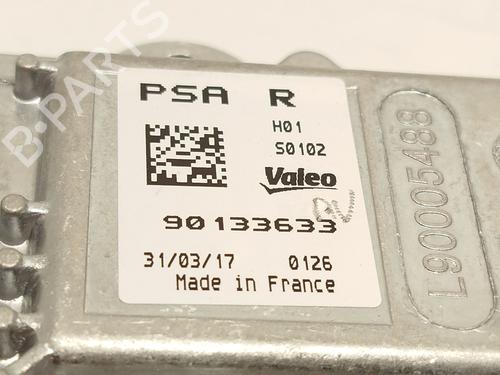 PSA R
H01
S0102
Valeo
90133633
31/03/17 0126
Made in France
L90005488
B-PARTS